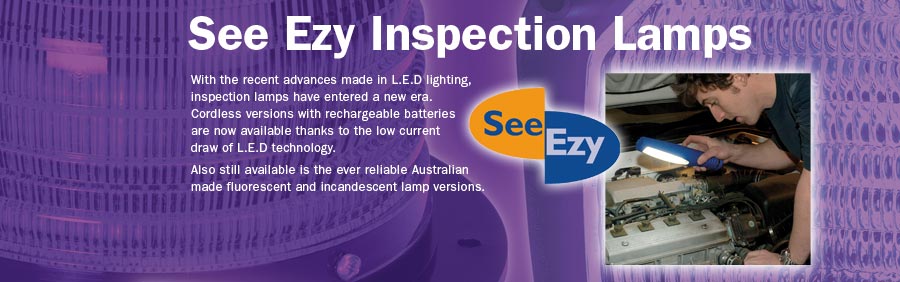 See Ezy Inspection Lamps
With the recent advances made in L.E.D lighting,
inspection lamps have entered a new era.
Cordless versions with rechargeable batteries
are now available thanks to the low current
draw of L.E.D technology.
Also still available is the ever reliable Australian
made fluorescent and incandescent lamp versions.
See
Ezy